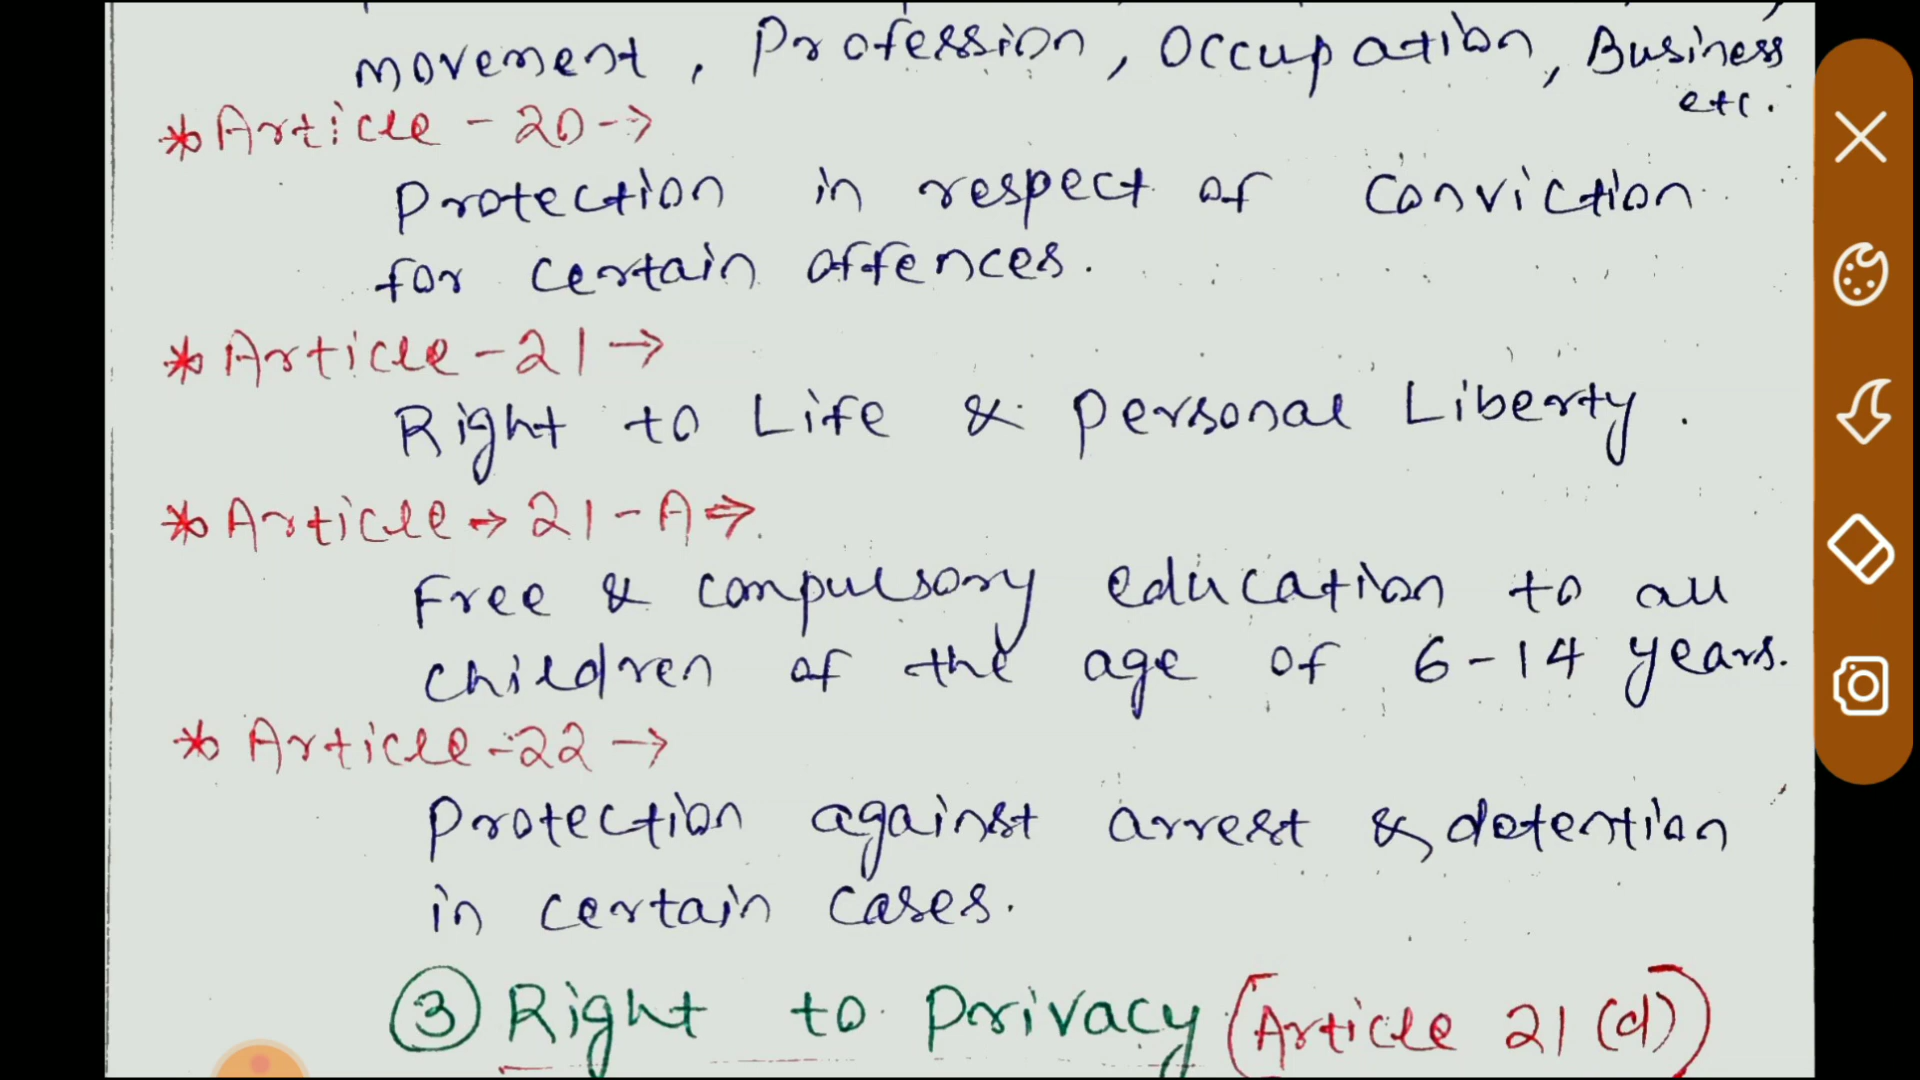 movement, Profession, Occupation, Business
etc.
* Article - 20 ->
Protection in respect of Conviction
for certain offences.
* Article - 21 →
Right to Life & Personal Liberty.
* Article → 21 - A ⇒
Free & compulsory education to all
children of the age of 6-14 years.
* Article - 22 →
Protection against arrest & detention
in certain cases.
③ Right to Privacy (Article 21 (d))